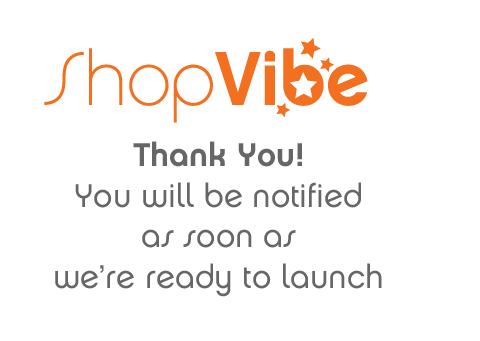 ShopVibe
Thank You!
You will be notified
as soon as
we're ready to launch